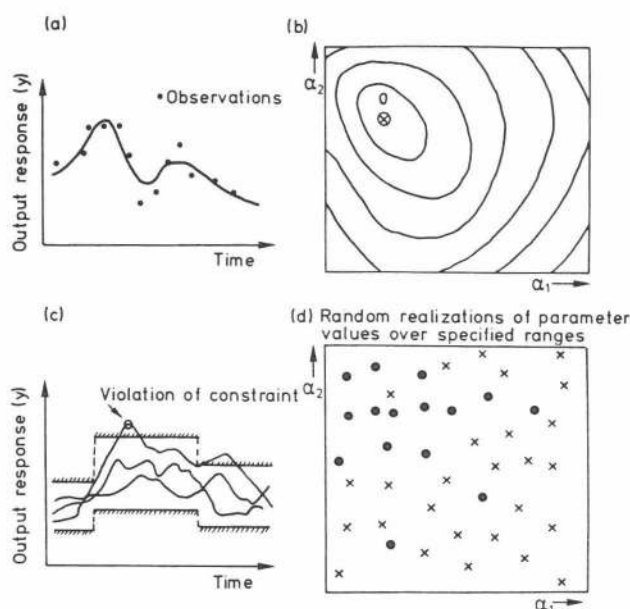 (a)
Output response (y)
• Observations
Time
(b)
α2
0
α1
(c)
Output response (y)
Violation of constraint
Time
(d) Random realizations of parameter
values over specified ranges
α2